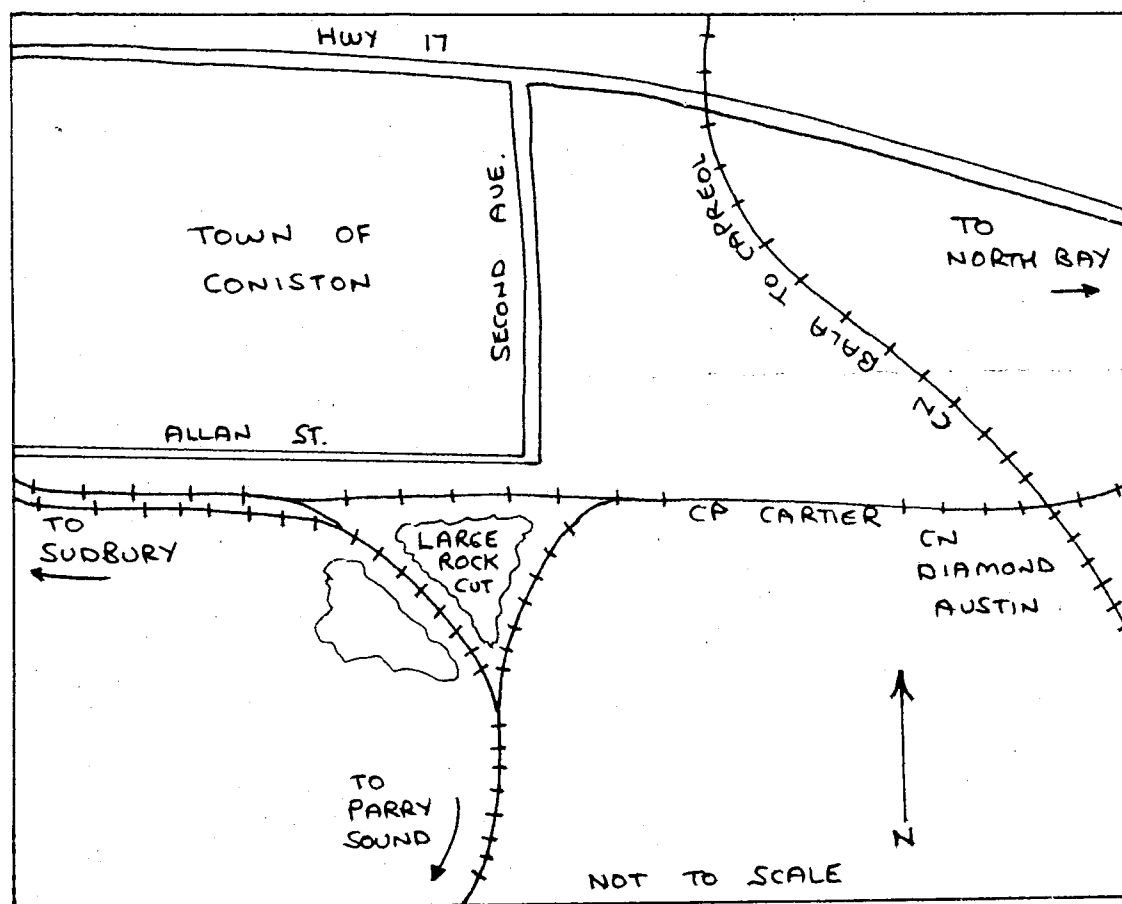 HWY 17
TOWN OF
CONISTON
SECOND AVE.
CN BALA TO CAPREOL
TO
NORTH BAY
ALLAN ST.
TO
SUDBURY
LARGE
ROCK
CUT
CP CARTIER
CN
DIAMOND
AUSTIN
TO
PARRY
SOUND
N
NOT TO SCALE